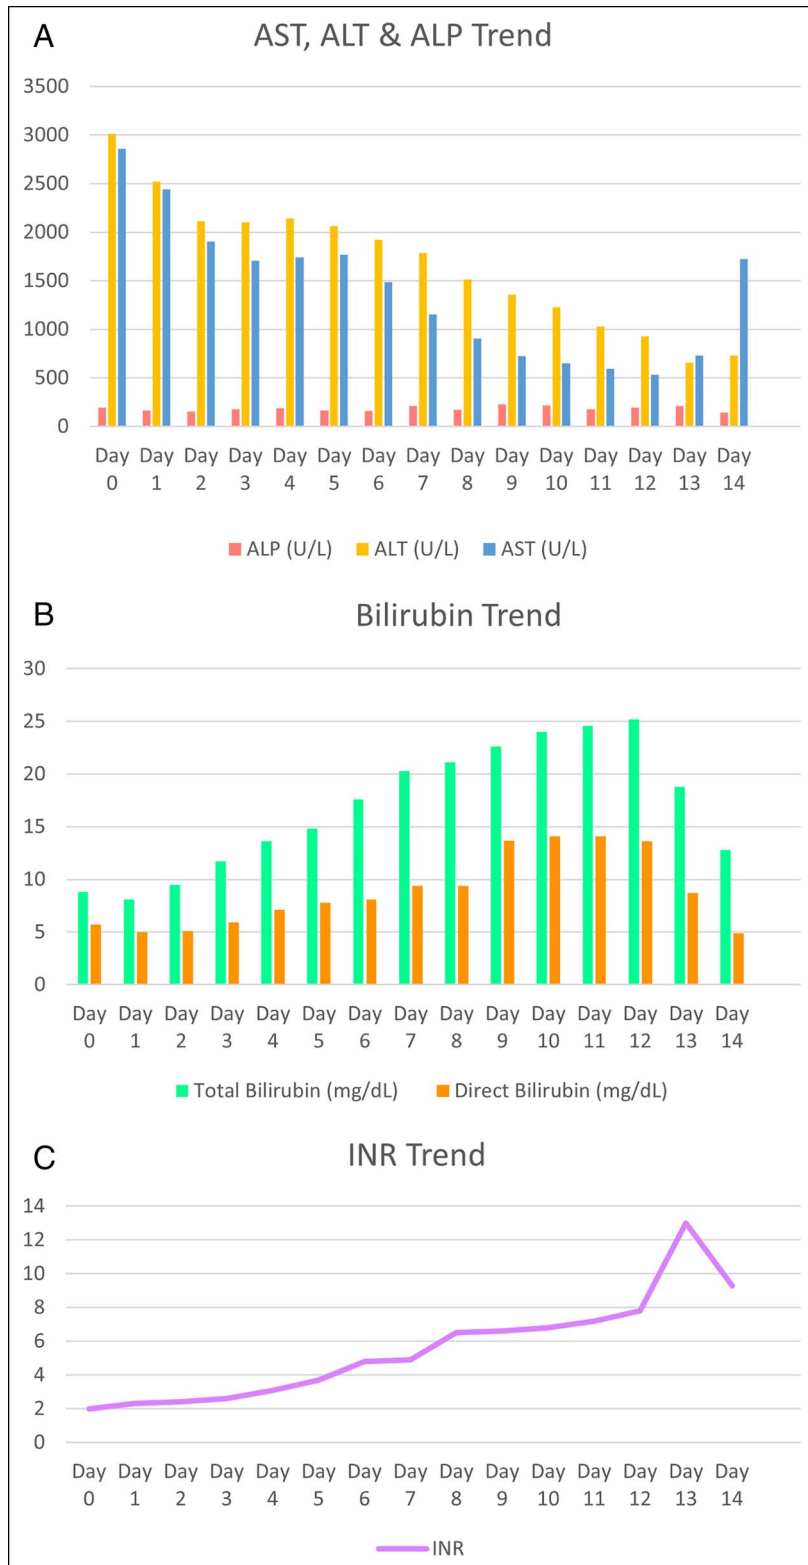 A
AST, ALT & ALP Trend
3500
3000
2500
2000
1500
1000
500
0
Day Day Day Day Day Day Day Day Day Day Day Day Day Day Day
0 1 2 3 4 5 6 7 8 9 10 11 12 13 14
ALP (U/L) ALT (U/L) AST (U/L)
B
Bilirubin Trend
30
25
20
15
10
5
0
Day Day Day Day Day Day Day Day Day Day Day Day Day Day Day
0 1 2 3 4 5 6 7 8 9 10 11 12 13 14
Total Bilirubin (mg/dL) Direct Bilirubin (mg/dL)
C
INR Trend
14
12
10
8
6
4
2
0
Day Day Day Day Day Day Day Day Day Day Day Day Day Day Day
0 1 2 3 4 5 6 7 8 9 10 11 12 13 14
INR